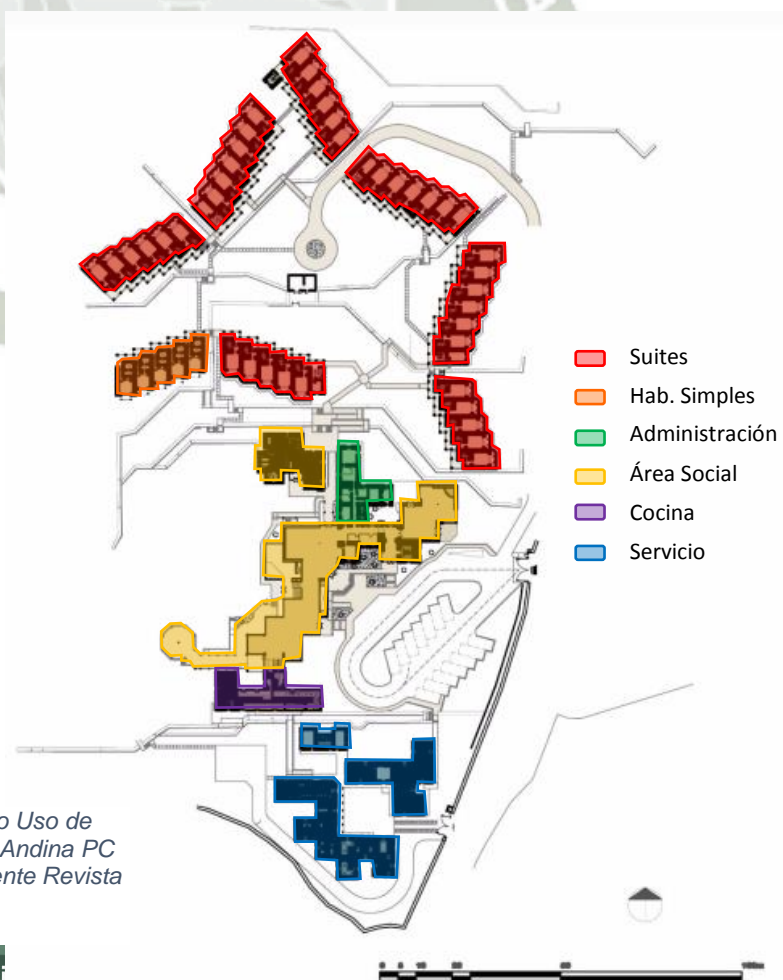 Suites
Hab. Simples
Administración
Área Social
Cocina
Servicio
o Uso de
Andina PC
ente Revista